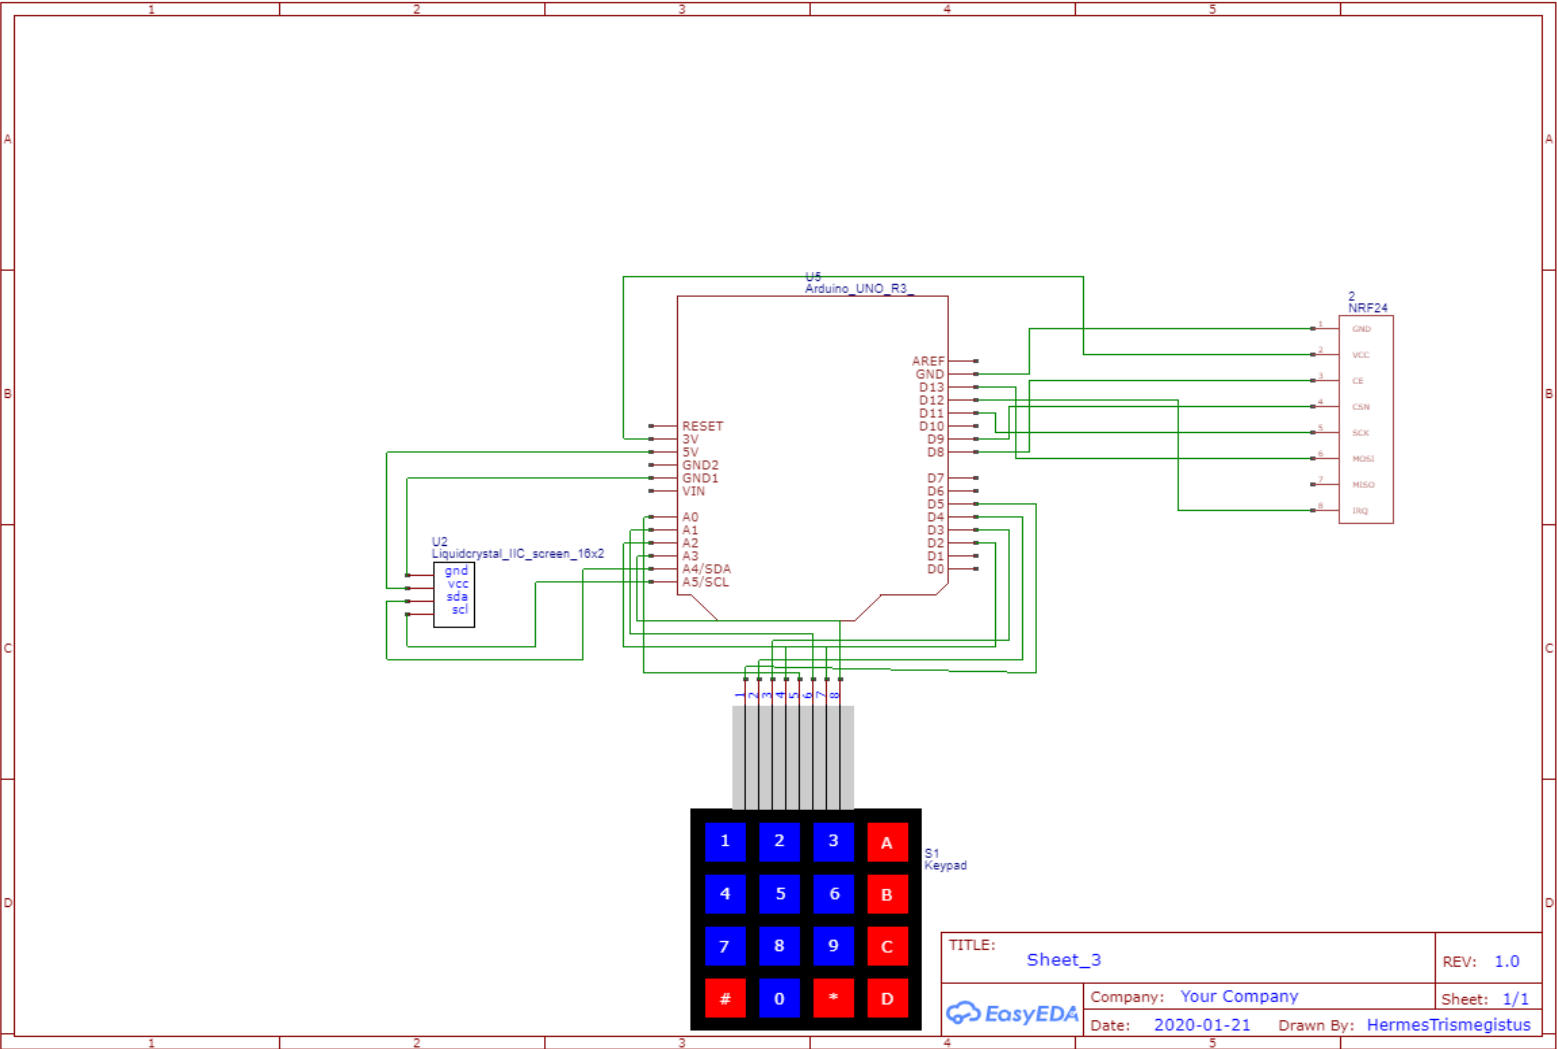 1 2 3 4 5
A A
U5
Arduino_UNO_R3_
2
NRF24
1 GND
2 VCC
3 CE
4 CSN
5 SCK
6 MOSI
7 MISO
8 IRQ
AREF
GND
D13
D12
D11
D10
D9
D8
D7
D6
D5
D4
D3
D2
D1
D0
RESET
3V
5V
GND2
GND1
VIN
A0
A1
A2
A3
A4/SDA
A5/SCL
B B
U2
Liquidcrystal_IIC_screen_16x2
gnd
vcc
sda
scl
C C
1 2 3 4 5 6 7 8
1 2 3 A
4 5 6 B
7 8 9 C
# 0 * D
S1
Keypad
D D
TITLE:
Sheet_3
REV: 1.0
EasyEDA
Company: Your Company
Sheet: 1/1
Date: 2020-01-21 Drawn By: HermesTrismegistus
1 2 3 4 5